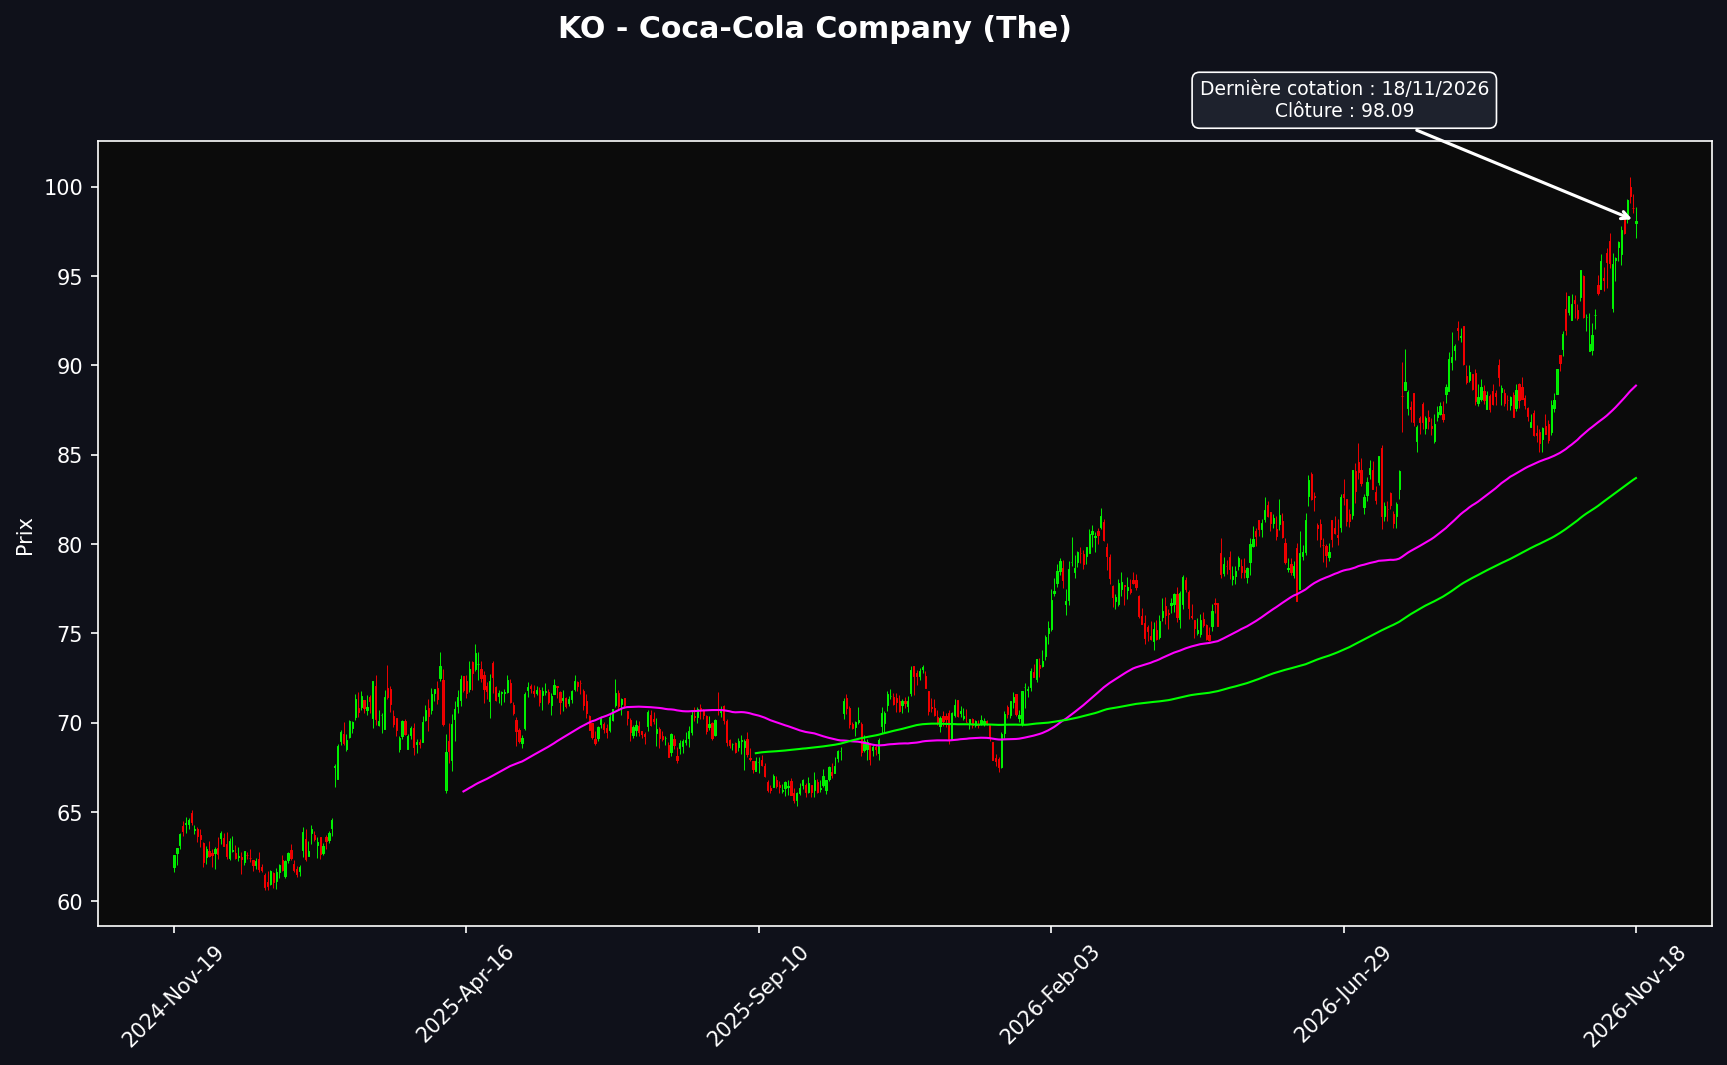 KO - Coca-Cola Company (The)
Dernière cotation : 18/11/2026
Clôture : 98.09
100
95
90
85
80
75
70
65
60
Prix
2024-Nov-19
2025-Apr-16
2025-Sep-10
2026-Feb-03
2026-Jun-29
2026-Nov-18